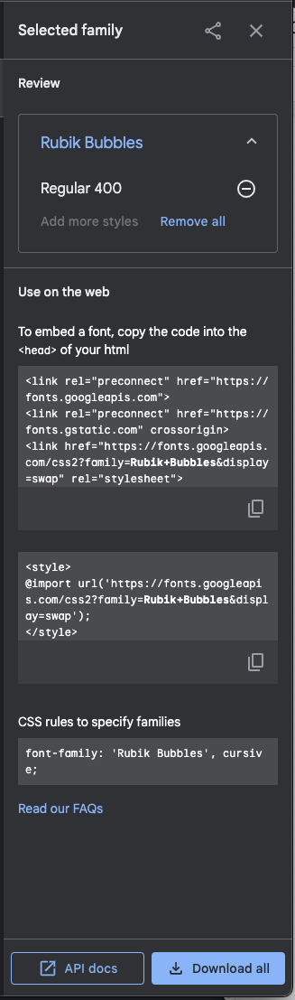 Selected family
Review
Rubik Bubbles
Regular 400
Add more styles Remove all
Use on the web
To embed a font, copy the code into the
<head> of your html
<link rel="preconnect" href="https://
fonts.googleapis.com">
<link rel="preconnect" href="https://
fonts.gstatic.com" crossorigin>
<link href="https://fonts.googleapis.
com/css2?family=Rubik+Bubbles&display
=swap" rel="stylesheet">
<style>
@import url('https://fonts.googleapi
s.com/css2?family=Rubik+Bubbles&displ
ay=swap');
</style>
CSS rules to specify families
font-family: 'Rubik Bubbles', cursiv
e;
Read our FAQs
API docs Download all